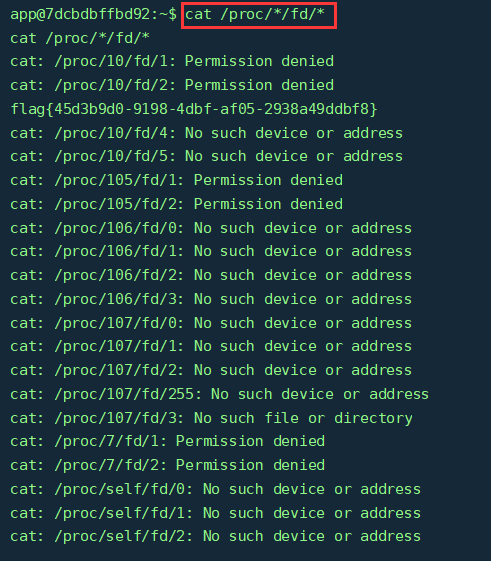 app@7dcbdbffbd92:~$ cat /proc/*/fd/*
cat /proc/*/fd/*
cat: /proc/10/fd/1: Permission denied
cat: /proc/10/fd/2: Permission denied
flag{45d3b9d0-9198-4dbf-af05-2938a49ddbf8}
cat: /proc/10/fd/4: No such device or address
cat: /proc/10/fd/5: No such device or address
cat: /proc/105/fd/1: Permission denied
cat: /proc/105/fd/2: Permission denied
cat: /proc/106/fd/0: No such device or address
cat: /proc/106/fd/1: No such device or address
cat: /proc/106/fd/2: No such device or address
cat: /proc/106/fd/3: No such device or address
cat: /proc/107/fd/0: No such device or address
cat: /proc/107/fd/1: No such device or address
cat: /proc/107/fd/2: No such device or address
cat: /proc/107/fd/255: No such device or address
cat: /proc/107/fd/3: No such file or directory
cat: /proc/7/fd/1: Permission denied
cat: /proc/7/fd/2: Permission denied
cat: /proc/self/fd/0: No such device or address
cat: /proc/self/fd/1: No such device or address
cat: /proc/self/fd/2: No such device or address